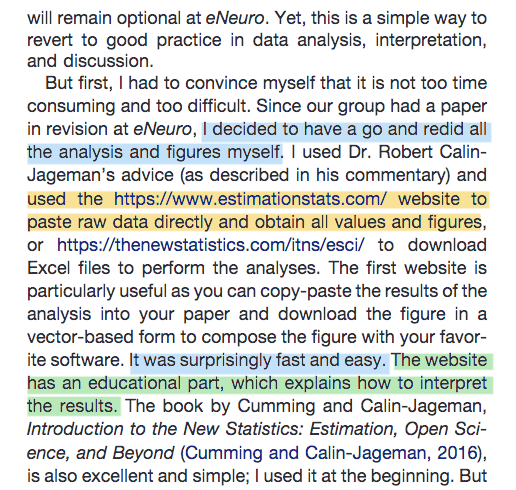 will remain optional at eNeuro. Yet, this is a simple way to
revert to good practice in data analysis, interpretation,
and discussion.
But first, I had to convince myself that it is not too time
consuming and too difficult. Since our group had a paper
in revision at eNeuro, I decided to have a go and redid all
the analysis and figures myself. I used Dr. Robert Calin-
Jageman's advice (as described in his commentary) and
used the https://www.estimationstats.com/ website to
paste raw data directly and obtain all values and figures,
or https://thenewstatistics.com/itns/esci/ to download
Excel files to perform the analyses. The first website is
particularly useful as you can copy-paste the results of the
analysis into your paper and download the figure in a
vector-based form to compose the figure with your favor-
ite software. It was surprisingly fast and easy. The website
has an educational part, which explains how to interpret
the results. The book by Cumming and Calin-Jageman,
Introduction to the New Statistics: Estimation, Open Sci-
ence, and Beyond (Cumming and Calin-Jageman, 2016),
is also excellent and simple; I used it at the beginning. But